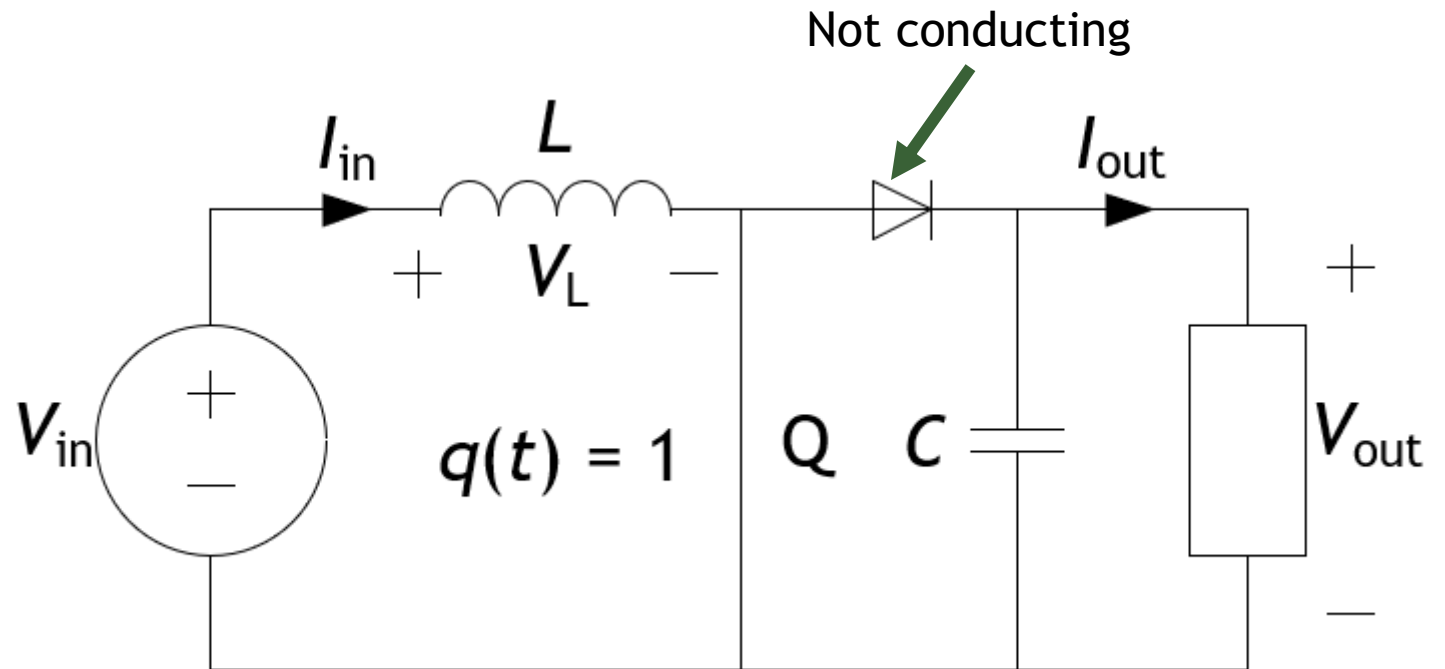 Not conducting
I_in
L
I_out
+ V_L −
+
V_in
+
−
q(t) = 1
Q
C
V_out
−